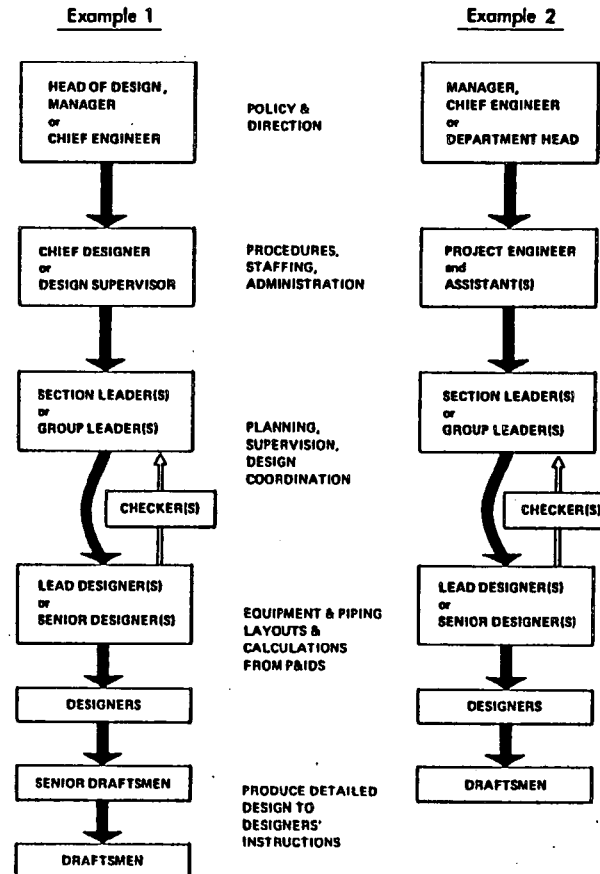 Example 1
HEAD OF DESIGN,
MANAGER
or
CHIEF ENGINEER
CHIEF DESIGNER
or
DESIGN SUPERVISOR
SECTION LEADER(S)
or
GROUP LEADER(S)
CHECKER(S)
LEAD DESIGNER(S)
or
SENIOR DESIGNER(S)
DESIGNERS
SENIOR DRAFTSMEN
DRAFTSMEN
POLICY &
DIRECTION
PROCEDURES,
STAFFING,
ADMINISTRATION
PLANNING,
SUPERVISION,
DESIGN
COORDINATION
EQUIPMENT & PIPING
LAYOUTS &
CALCULATIONS
FROM P&IDS
PRODUCE DETAILED
DESIGN TO
DESIGNERS'
INSTRUCTIONS
Example 2
MANAGER,
CHIEF ENGINEER
or
DEPARTMENT HEAD
PROJECT ENGINEER
and
ASSISTANT(S)
SECTION LEADER(S)
or
GROUP LEADER(S)
CHECKER(S)
LEAD DESIGNER(S)
or
SENIOR DESIGNER(S)
DESIGNERS
DRAFTSMEN